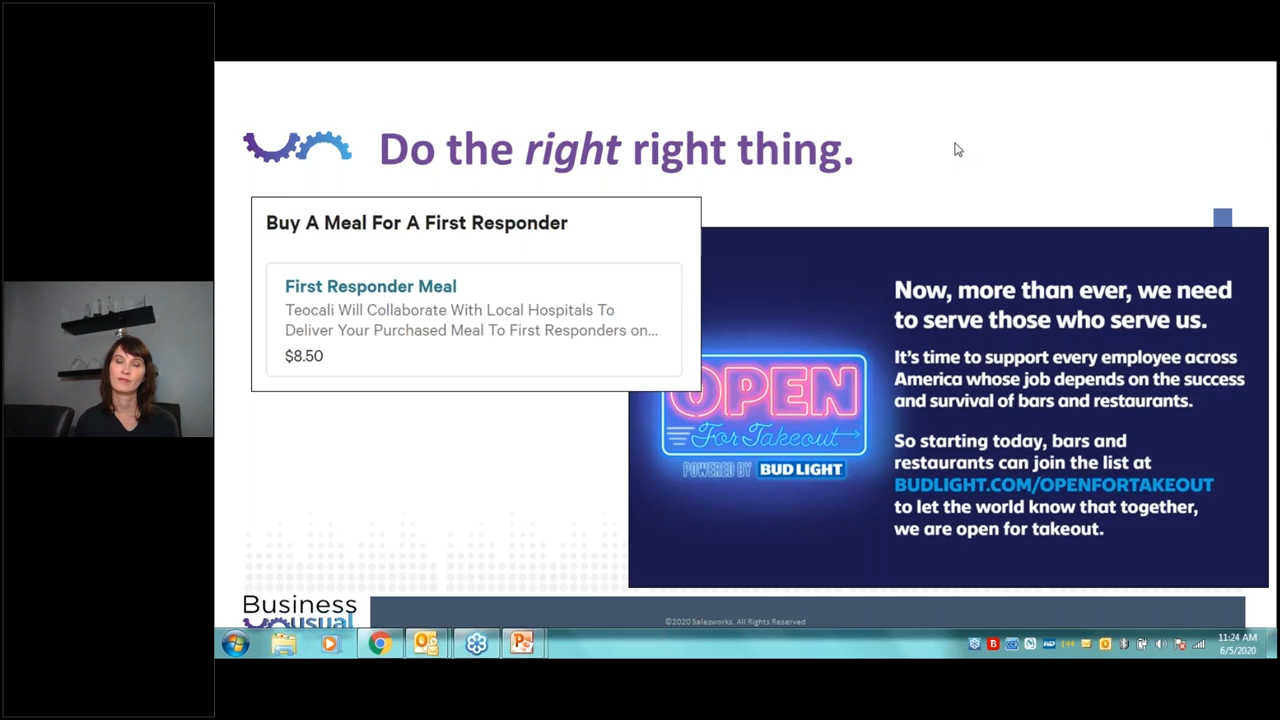 Do the right right thing.
Buy A Meal For A First Responder
First Responder Meal
Teocali Will Collaborate With Local Hospitals To
Deliver Your Purchased Meal To First Responders on...
$8.50
OPEN
For Takeout
POWERED BY BUD LIGHT
Now, more than ever, we need
to serve those who serve us.
It's time to support every employee across
America whose job depends on the success
and survival of bars and restaurants.
So starting today, bars and
restaurants can join the list at
BUDLIGHT.COM/OPENFORTAKEOUT
to let the world know that together,
we are open for takeout.
Business
unusual
©2020 Salezworks. All Rights Reserved
144
11:24 AM
6/5/2020